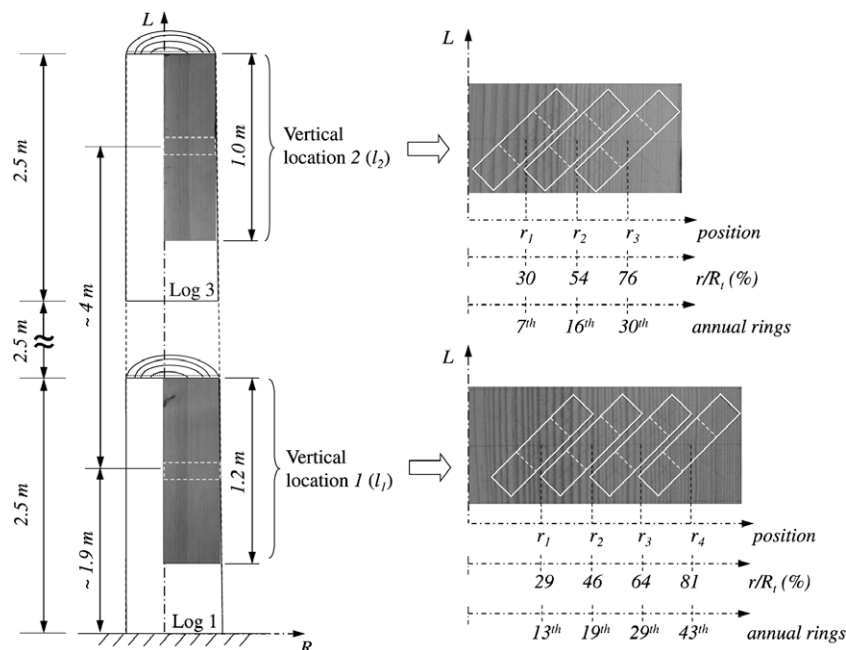 L
2.5 m
1.0 m
Vertical
location 2 (l₂)
Log 3
~ 4 m
2.5 m
2.5 m
1.2 m
Vertical
location 1 (l₁)
~ 1.9 m
Log 1
R
L
r₁ r₂ r₃ position
30 54 76 r/Rₜ (%)
7th 16th 30th annual rings
L
r₁ r₂ r₃ r₄ position
29 46 64 81 r/Rₜ (%)
13th 19th 29th 43th annual rings